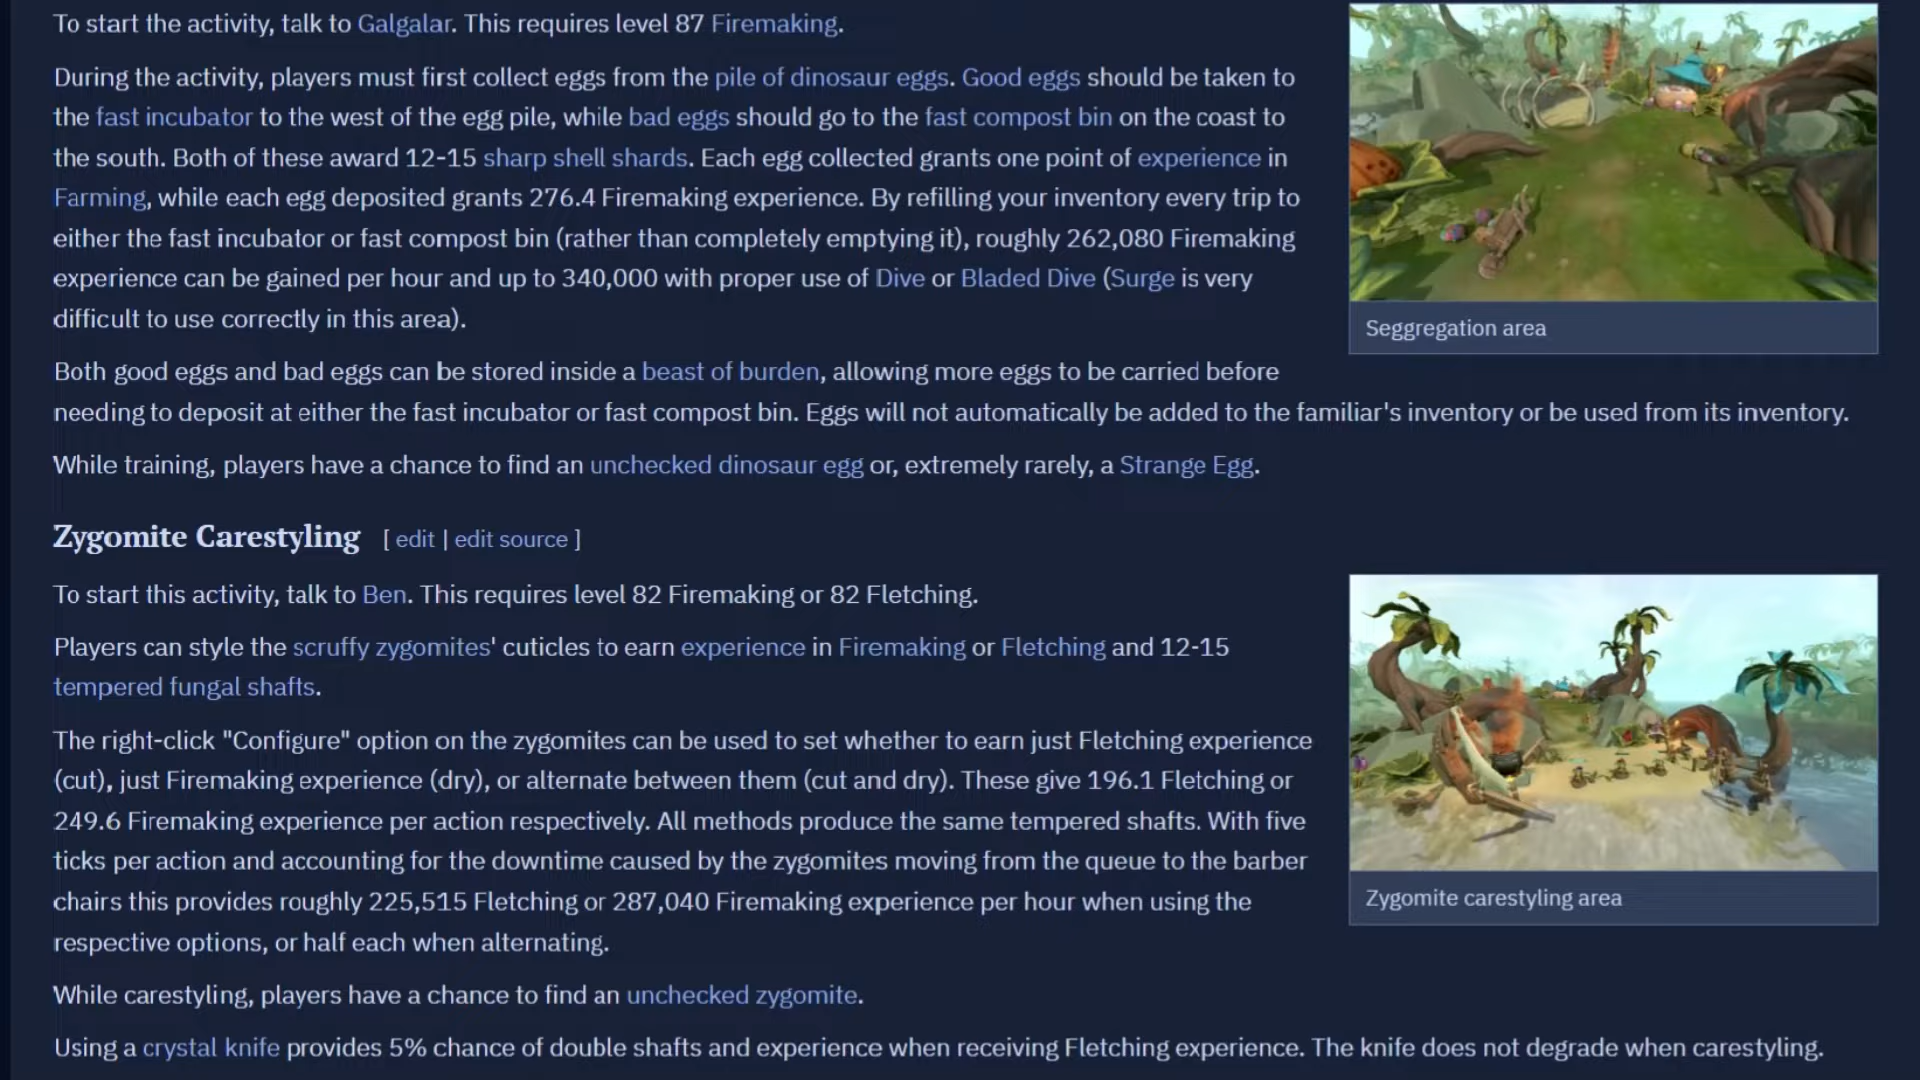 To start the activity, talk to Galgalar. This requires level 87 Firemaking.
During the activity, players must first collect eggs from the pile of dinosaur eggs. Good eggs should be taken to
the fast incubator to the west of the egg pile, while bad eggs should go to the fast compost bin on the coast to
the south. Both of these award 12-15 sharp shell shards. Each egg collected grants one point of experience in
Farming, while each egg deposited grants 276.4 Firemaking experience. By refilling your inventory every trip to
either the fast incubator or fast compost bin (rather than completely emptying it), roughly 262,080 Firemaking
experience can be gained per hour and up to 340,000 with proper use of Dive or Bladed Dive (Surge is very
difficult to use correctly in this area).
Seggregation area
Both good eggs and bad eggs can be stored inside a beast of burden, allowing more eggs to be carried before
needing to deposit at either the fast incubator or fast compost bin. Eggs will not automatically be added to the familiar's inventory or be used from its inventory.
While training, players have a chance to find an unchecked dinosaur egg or, extremely rarely, a Strange Egg.
Zygomite Carestyling [ edit | edit source ]
To start this activity, talk to Ben. This requires level 82 Firemaking or 82 Fletching.
Players can style the scruffy zygomites' cuticles to earn experience in Firemaking or Fletching and 12-15
tempered fungal shafts.
The right-click "Configure" option on the zygomites can be used to set whether to earn just Fletching experience
(cut), just Firemaking experience (dry), or alternate between them (cut and dry). These give 196.1 Fletching or
249.6 Firemaking experience per action respectively. All methods produce the same tempered shafts. With five
ticks per action and accounting for the downtime caused by the zygomites moving from the queue to the barber
chairs this provides roughly 225,515 Fletching or 287,040 Firemaking experience per hour when using the
respective options, or half each when alternating.
Zygomite carestyling area
While carestyling, players have a chance to find an unchecked zygomite.
Using a crystal knife provides 5% chance of double shafts and experience when receiving Fletching experience. The knife does not degrade when carestyling.